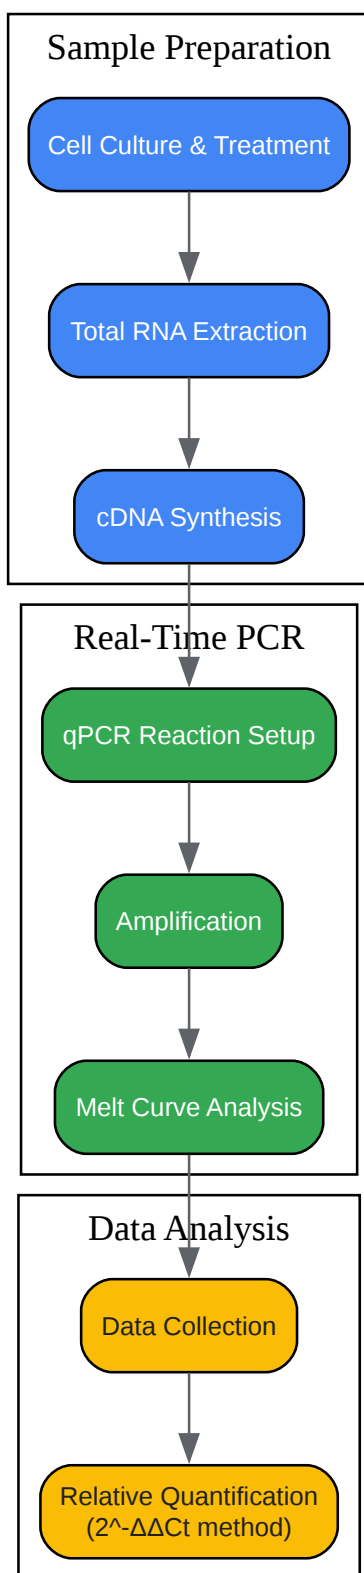 Sample Preparation
Cell Culture & Treatment
Total RNA Extraction
cDNA Synthesis
Real-Time PCR
qPCR Reaction Setup
Amplification
Melt Curve Analysis
Data Analysis
Data Collection
Relative Quantification
(2^-ΔΔCt method)